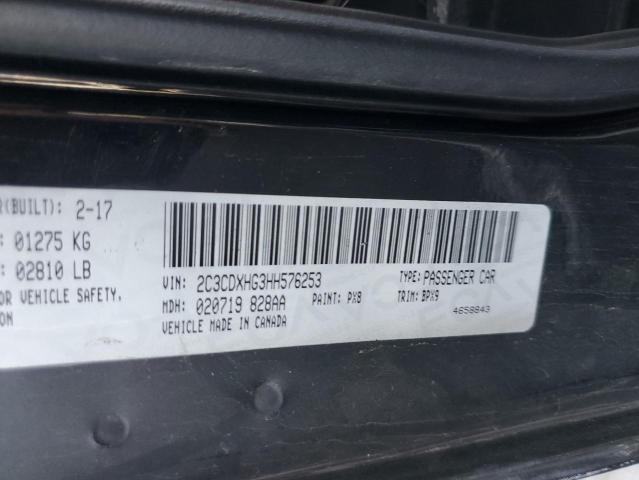 R(BUILT): 2-17
: 01275 KG
: 02810 LB
OR VEHICLE SAFETY,
ON
VIN: 2C3CDXHG3HH576253
TYPE: PASSENGER CAR
MDH: 020719 828AA
PAINT: PX8
TRIM: BPX9
VEHICLE MADE IN CANADA
4658843